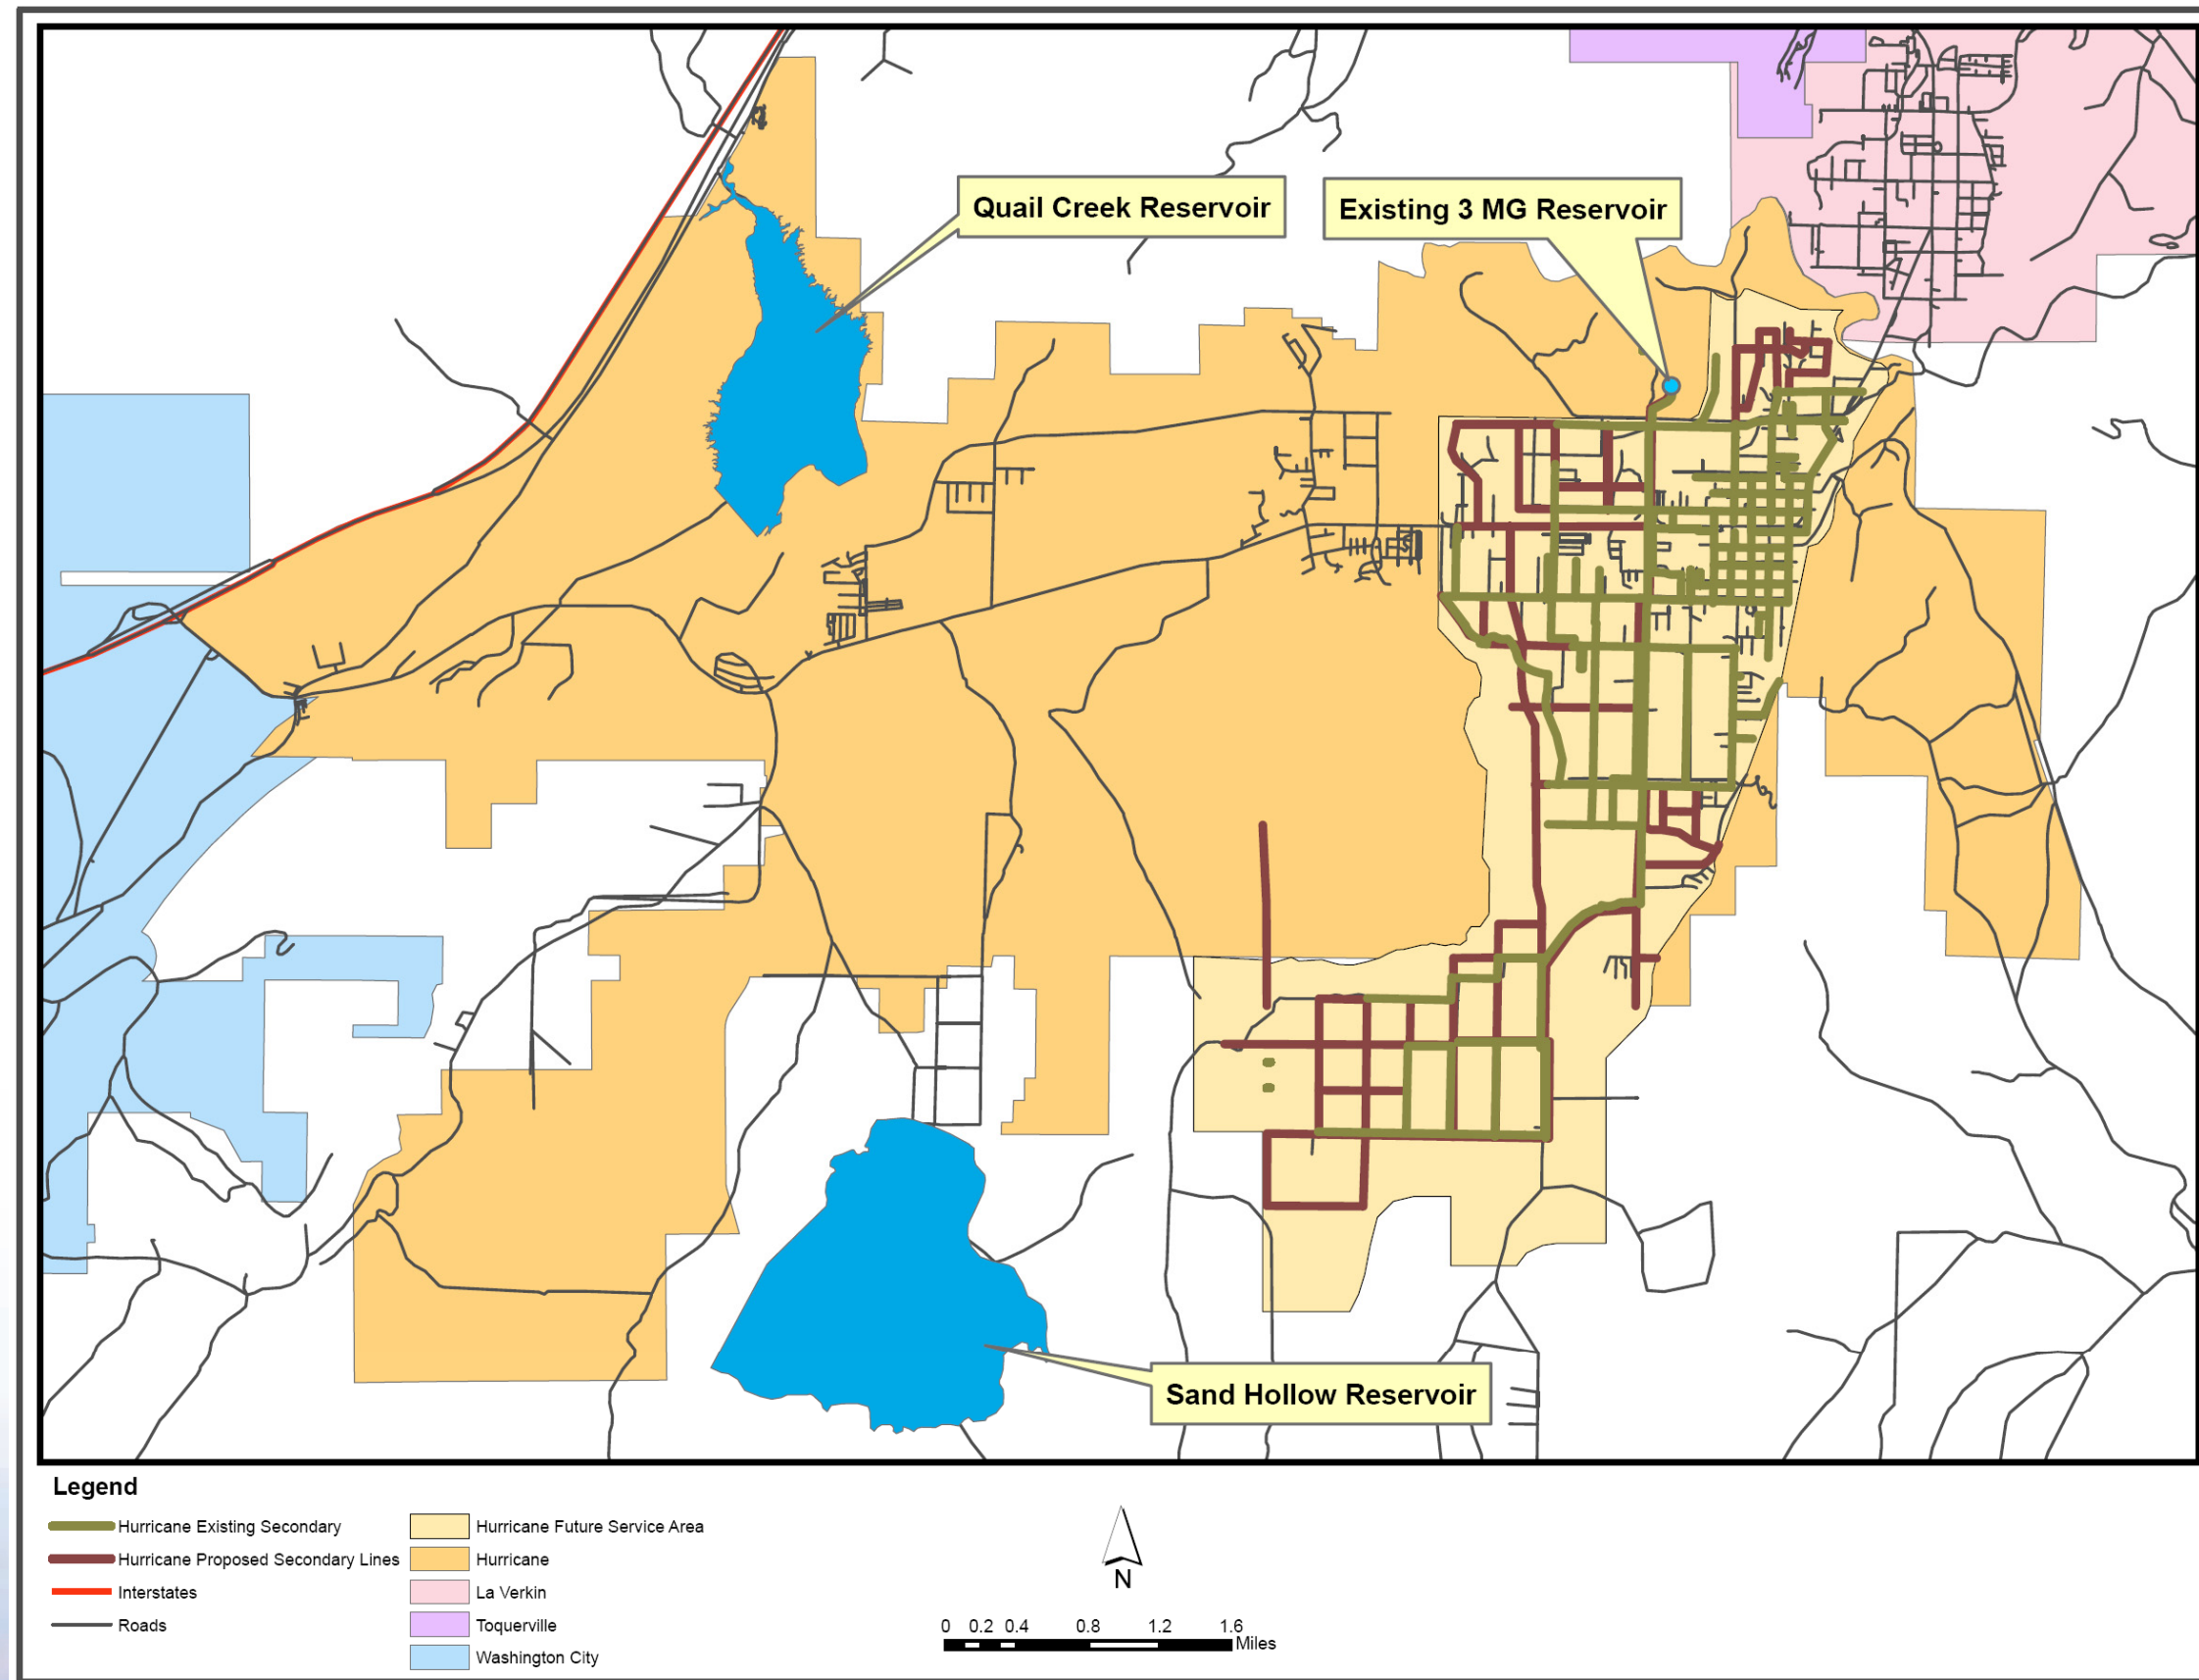 Quail Creek Reservoir
Existing 3 MG Reservoir
Sand Hollow Reservoir
Legend
Hurricane Existing Secondary
Hurricane Proposed Secondary Lines
Interstates
Roads
Hurricane Future Service Area
Hurricane
La Verkin
Toquerville
Washington City
N
0 0.2 0.4 0.8 1.2 1.6
Miles